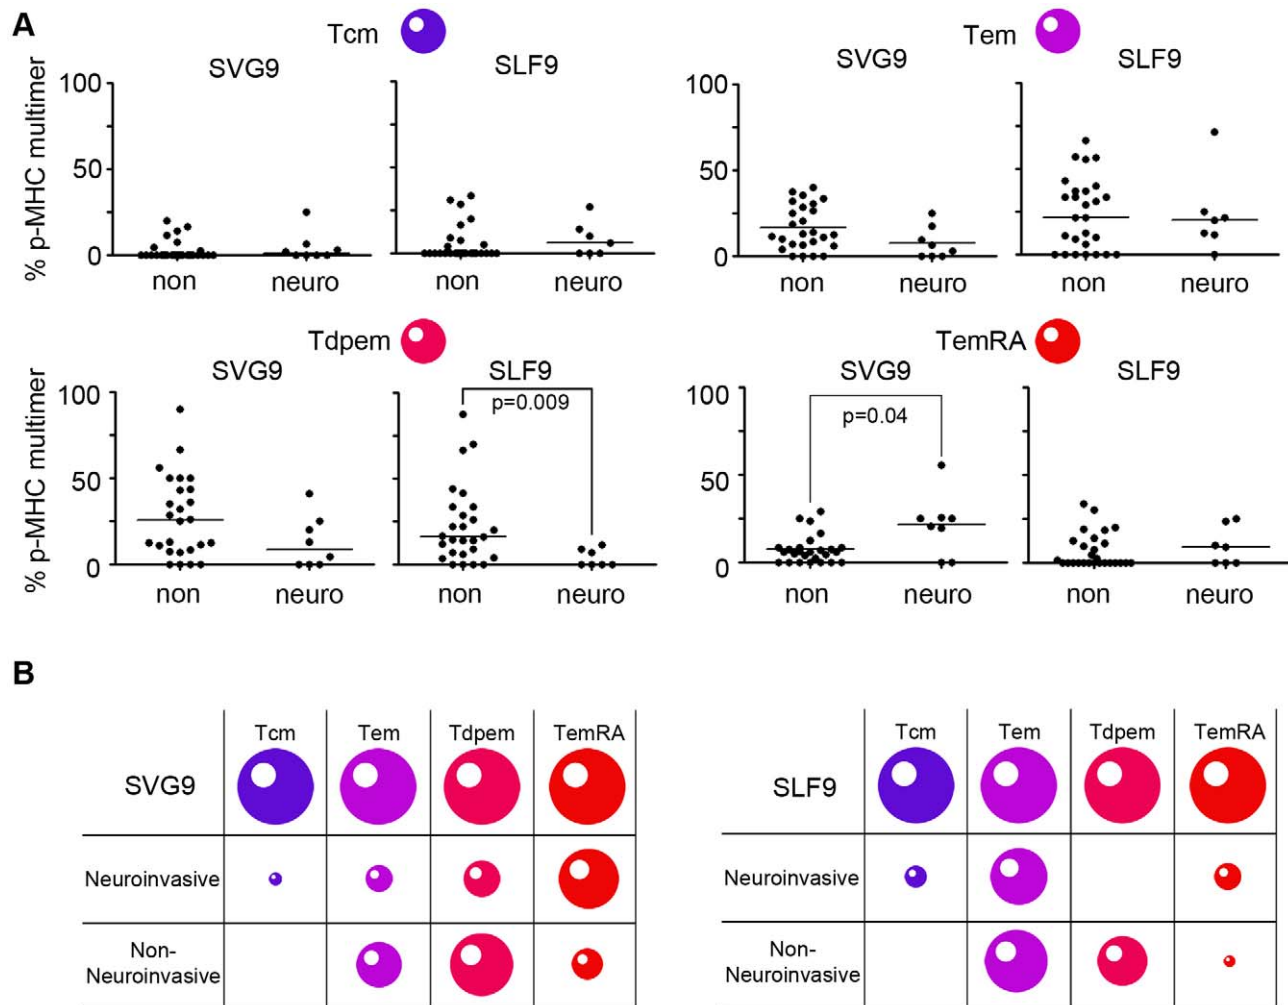 A
Tcm
Tem
SVG9
SLF9
SVG9
SLF9
% p-MHC multimer
100
50
0
100
50
0
non
neuro
non
neuro
non
neuro
non
neuro
Tdpem
TemRA
SVG9
SLF9
SVG9
SLF9
% p-MHC multimer
100
50
0
p=0.009
100
50
0
p=0.04
non
neuro
non
neuro
non
neuro
non
neuro
B
SVG9
Tcm
Tem
Tdpem
TemRA
Neuroinvasive
Non-
Neuroinvasive
SLF9
Tcm
Tem
Tdpem
TemRA
Neuroinvasive
Non-
Neuroinvasive